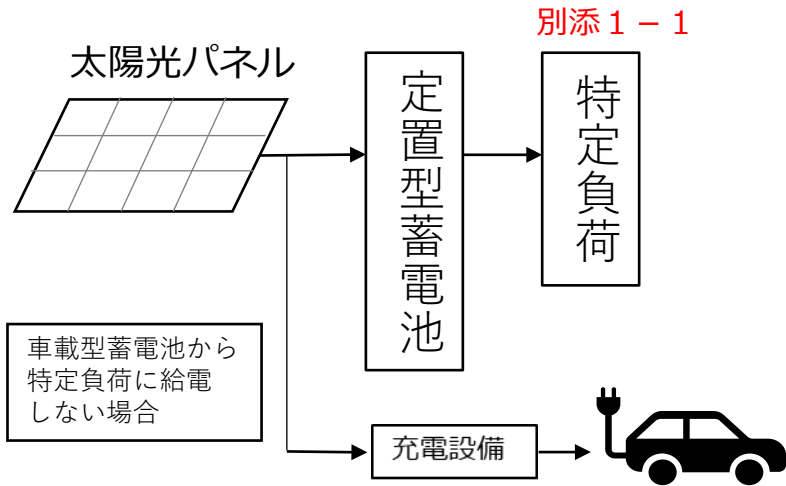 別添１－１
太陽光パネル
定置型蓄電池
特定負荷
車載型蓄電池から
特定負荷に給電
しない場合
充電設備